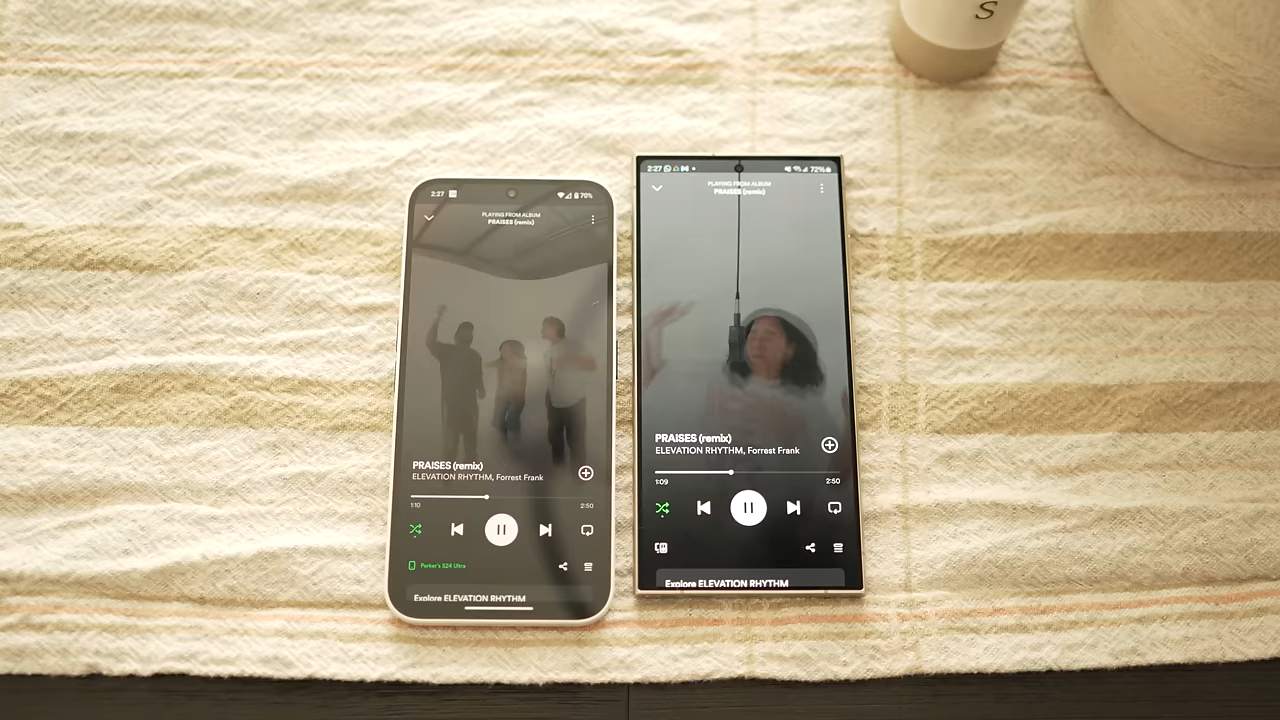 2:27
70%
PLAYING FROM ALBUM
PRAISES (remix)
PRAISES (remix)
ELEVATION RHYTHM, Forrest Frank
1:10
2:50
Parker's S24 Ultra
Explore ELEVATION RHYTHM
2:27
72%
PLAYING FROM ALBUM
PRAISES (remix)
PRAISES (remix)
ELEVATION RHYTHM, Forrest Frank
1:09
2:50
Explore ELEVATION RHYTHM
S